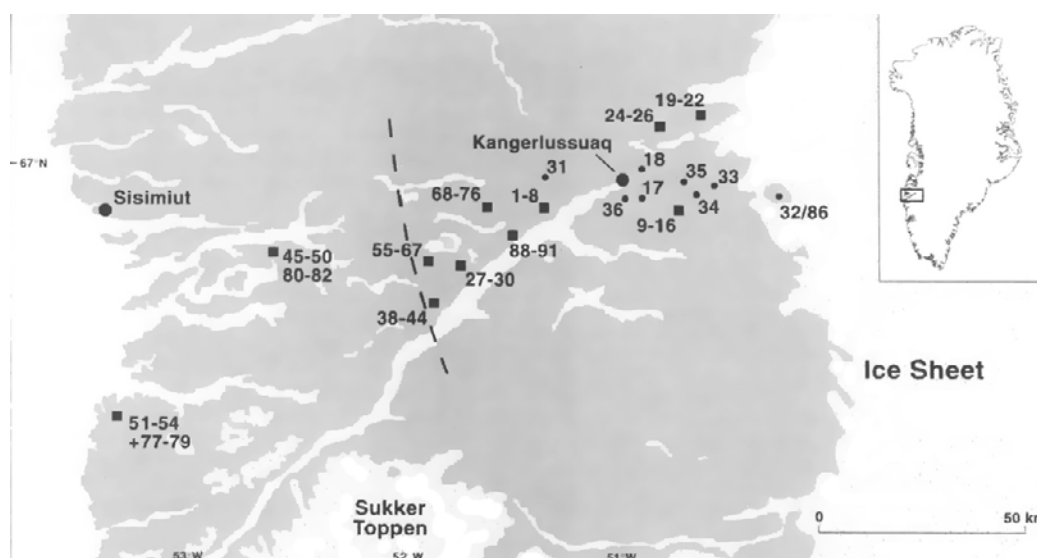 19-22
24-26
Kangerlussuaq
67°N
31
18
35
33
Sisimiut
68-76
1-8
17
36
34
32/86
9-16
45-50
80-82
55-67
88-91
27-30
38-44
Ice Sheet
51-54
+77-79
Sukker
Toppen
0
50 km
53°W
52°W
51°W